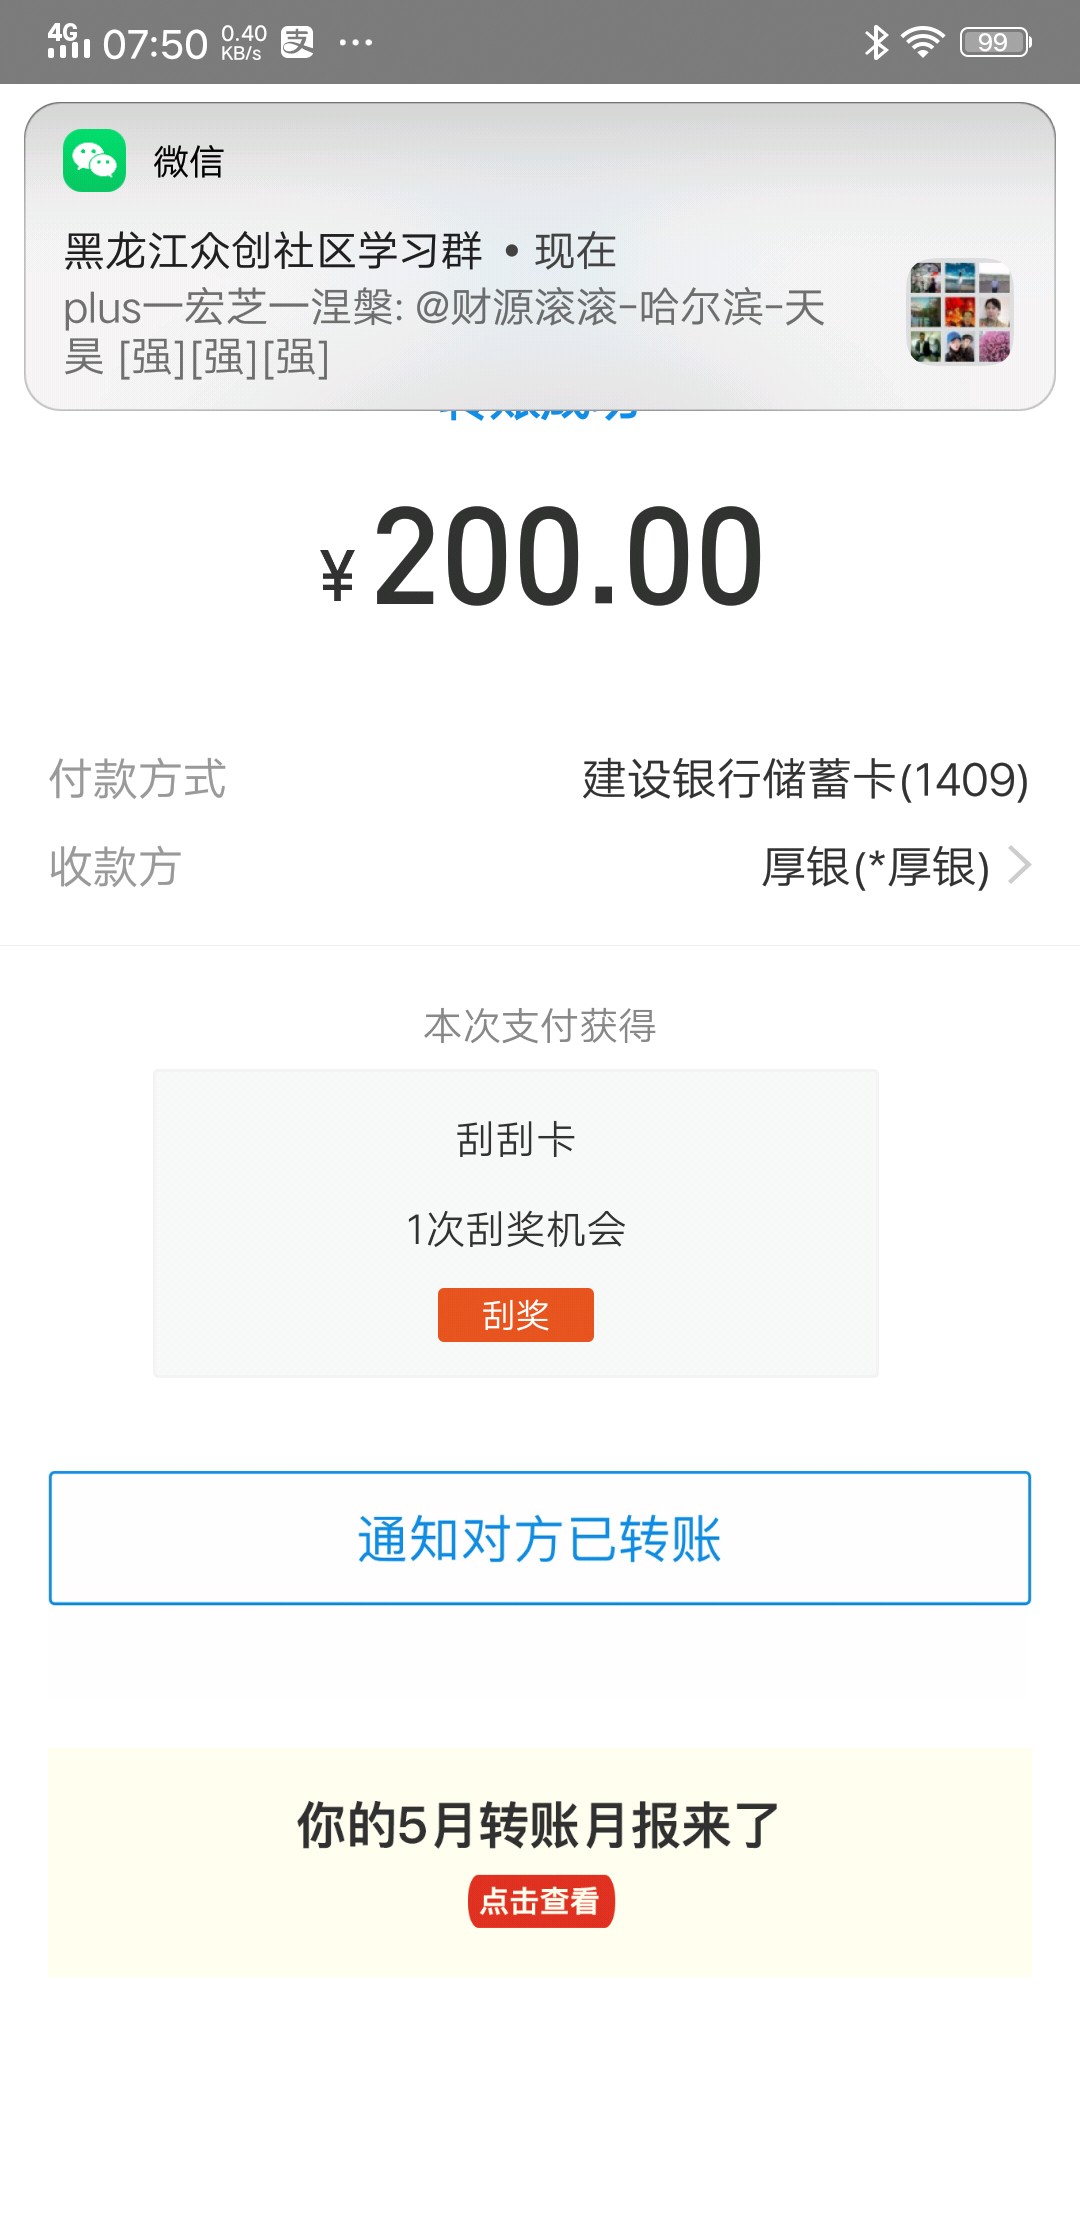 4G 07:50 0.40 KB/s 支 ... 99
微信
黑龙江众创社区学习群 • 现在
plus一宏芝一涅槃: @财源滚滚-哈尔滨-天
昊 [强][强][强]
转账成功
¥200.00
付款方式 建设银行储蓄卡(1409)
收款方 厚银(*厚银)
本次支付获得
刮刮卡
1次刮奖机会
刮奖
通知对方已转账
你的5月转账月报来了
点击查看